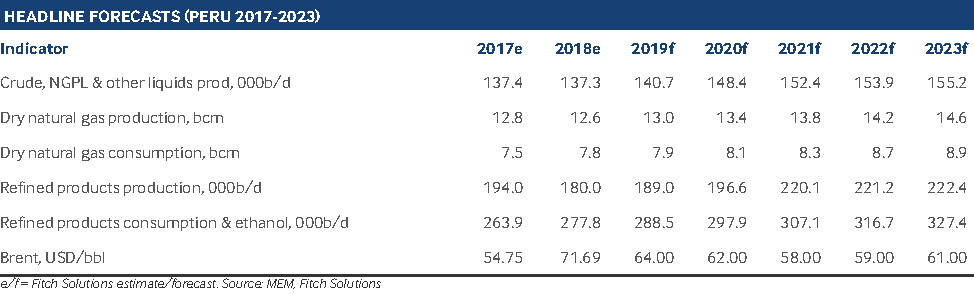 HEADLINE FORECASTS (PERU 2017-2023)
Indicator 2017e 2018e 2019f 2020f 2021f 2022f 2023f
Crude, NGPL & other liquids prod, 000b/d 137.4 137.3 140.7 148.4 152.4 153.9 155.2
Dry natural gas production, bcm 12.8 12.6 13.0 13.4 13.8 14.2 14.6
Dry natural gas consumption, bcm 7.5 7.8 7.9 8.1 8.3 8.7 8.9
Refined products production, 000b/d 194.0 180.0 189.0 196.6 220.1 221.2 222.4
Refined products consumption & ethanol, 000b/d 263.9 277.8 288.5 297.9 307.1 316.7 327.4
Brent, USD/bbl 54.75 71.69 64.00 62.00 58.00 59.00 61.00
e/f = Fitch Solutions estimate/forecast. Source: MEM, Fitch Solutions